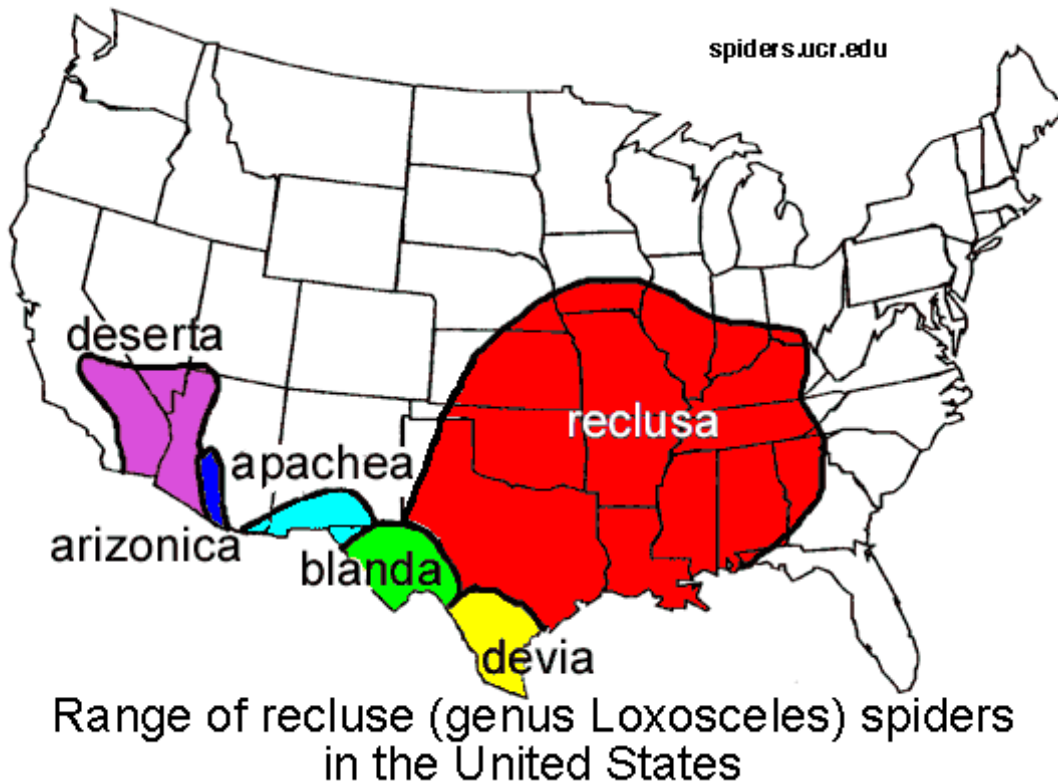 spiders.ucr.edu
deserta
reclusa
apachea
arizonica
blanda
devia
Range of recluse (genus Loxosceles) spiders
in the United States